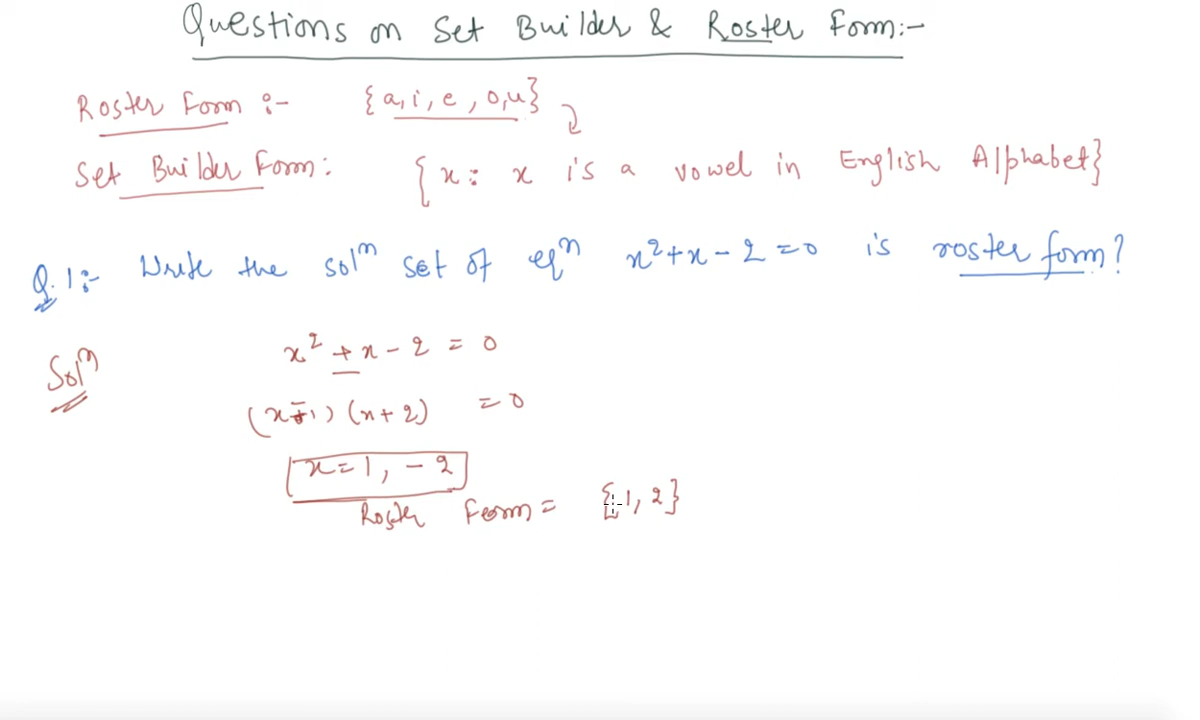 Questions on Set Builder & Roster Form:-
Roster Form :- {a, i, e, o, u}
Set Builder Form: {x: x is a vowel in English Alphabet}
Q.1:- Write the solⁿ set of eqⁿ x²+x-2=0 is roster form?
Solⁿ x² + x - 2 = 0
(x-1) (x+2) = 0
x=1, -2
Roster Form = {1, 2}